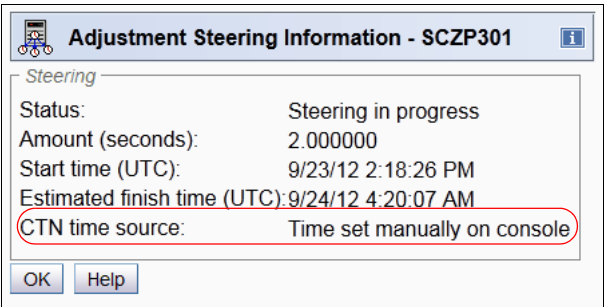 Adjustment Steering Information - SCZP301
i
Steering
Status: Steering in progress
Amount (seconds): 2.000000
Start time (UTC): 9/23/12 2:18:26 PM
Estimated finish time (UTC): 9/24/12 4:20:07 AM
CTN time source: Time set manually on console
OK Help